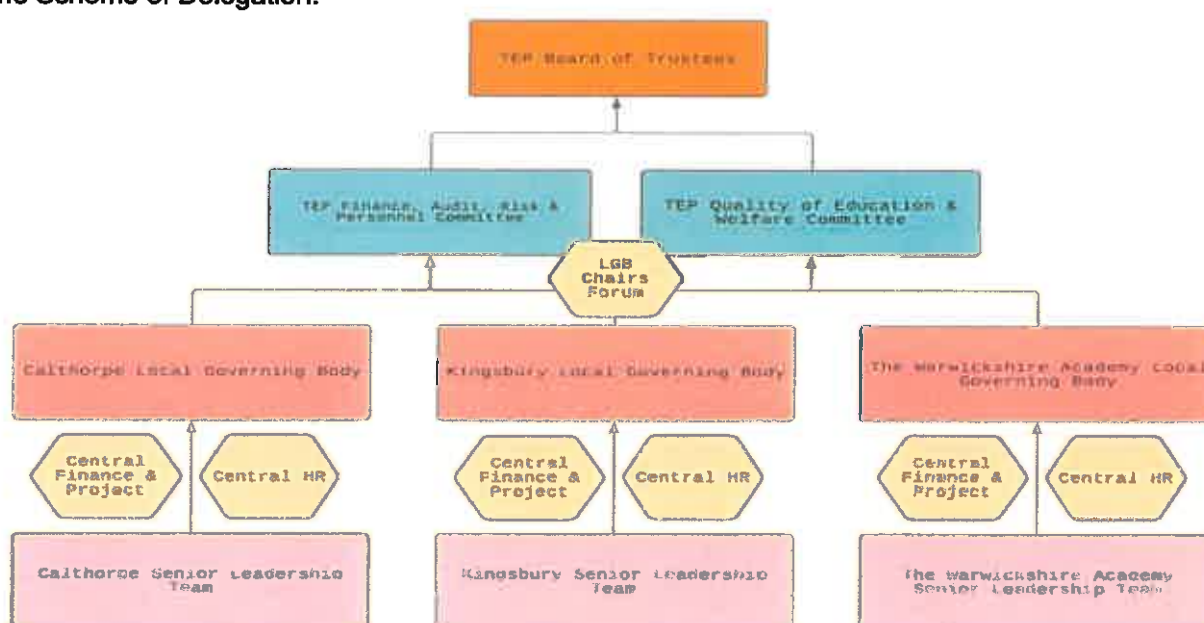 the Scheme of Delegation.
TEP Board of Trustees
TEP Finance, Audit, Risk &
Personnel Committee
TEP Quality of Education &
Welfare Committee
LGB
Chairs
Forum
Calthorpe Local Governing Body
Kingsbury Local Governing Body
The Warwickshire Academy Local
Governing Body
Central
Finance &
Project
Central HR
Central
Finance &
Project
Central HR
Central
Finance &
Project
Central HR
Calthorpe Senior Leadership
Team
Kingsbury Senior Leadership
Team
The Warwickshire Academy
Senior Leadership Team